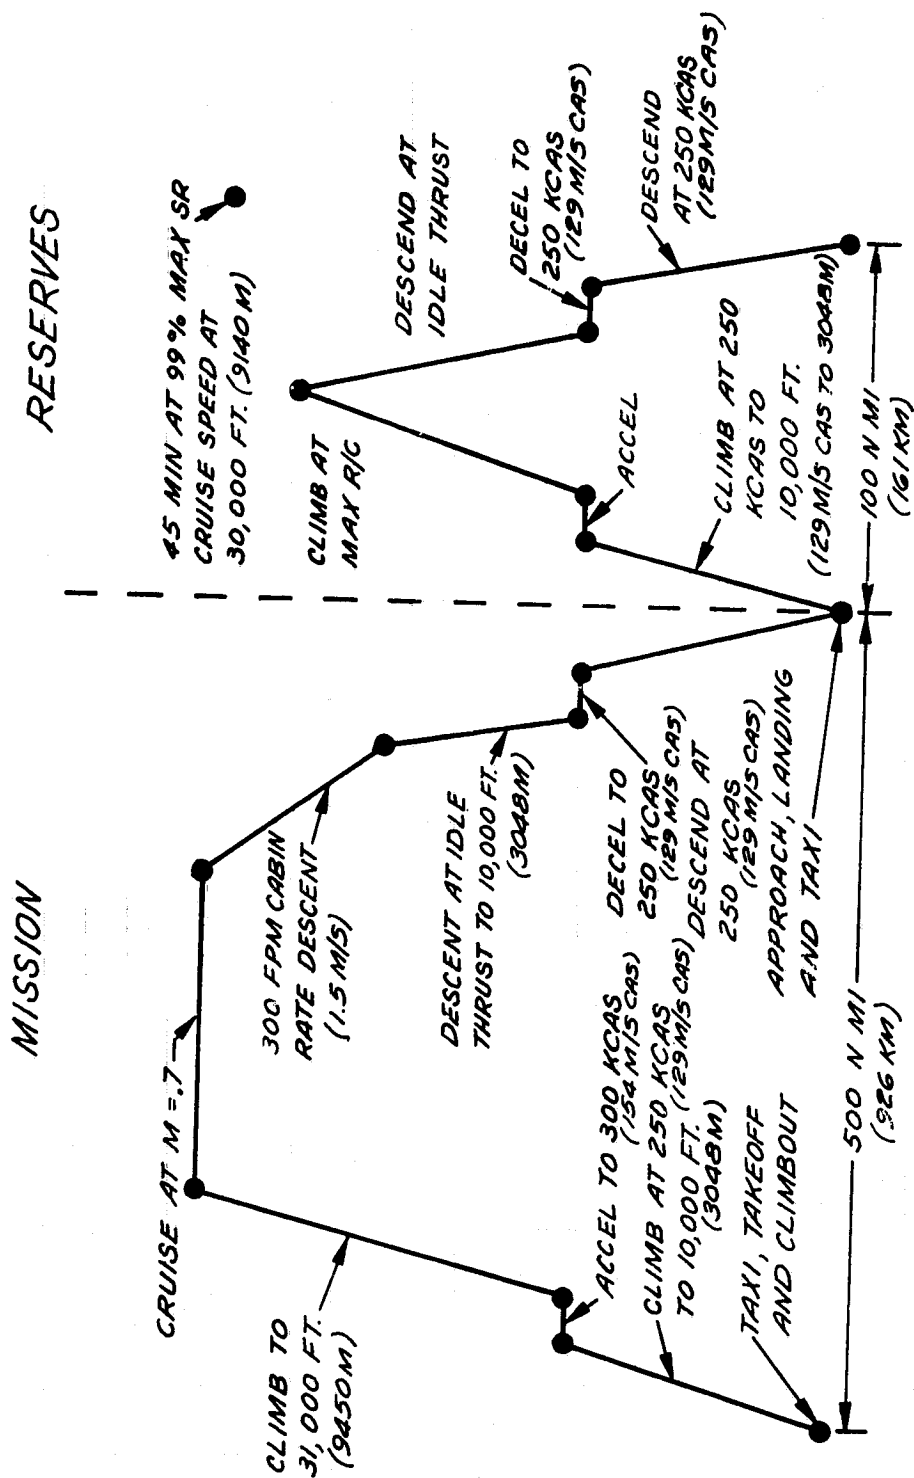 MISSION
RESERVES
CRUISE AT M = .7
CLIMB TO
31,000 FT.
(9450M)
300 FPM CABIN
RATE DESCENT
(1.5 M/S)
DESCENT AT IDLE
THRUST TO 10,000 FT.
(3048M)
ACCEL TO 300 KCAS
(154 M/S CAS)
CLIMB AT 250 KCAS
(129 M/S CAS)
TO 10,000 FT.
(3048M)
TAXI, TAKEOFF
AND CLIMBOUT
DECEL TO
250 KCAS
(129 M/S CAS)
DESCEND AT
250 KCAS
(129 M/S CAS)
APPROACH, LANDING
AND TAXI
500 N MI
(926 KM)
45 MIN AT 99% MAX SR
CRUISE SPEED AT
30,000 FT. (9140M)
CLIMB AT
MAX R/C
DESCEND AT
IDLE THRUST
ACCEL
DECEL TO
250 KCAS
(129 M/S CAS)
CLIMB AT 250
KCAS TO
10,000 FT.
(129 M/S CAS TO 3048M)
DESCEND
AT 250 KCAS
(129 M/S CAS)
100 N MI
(161 KM)